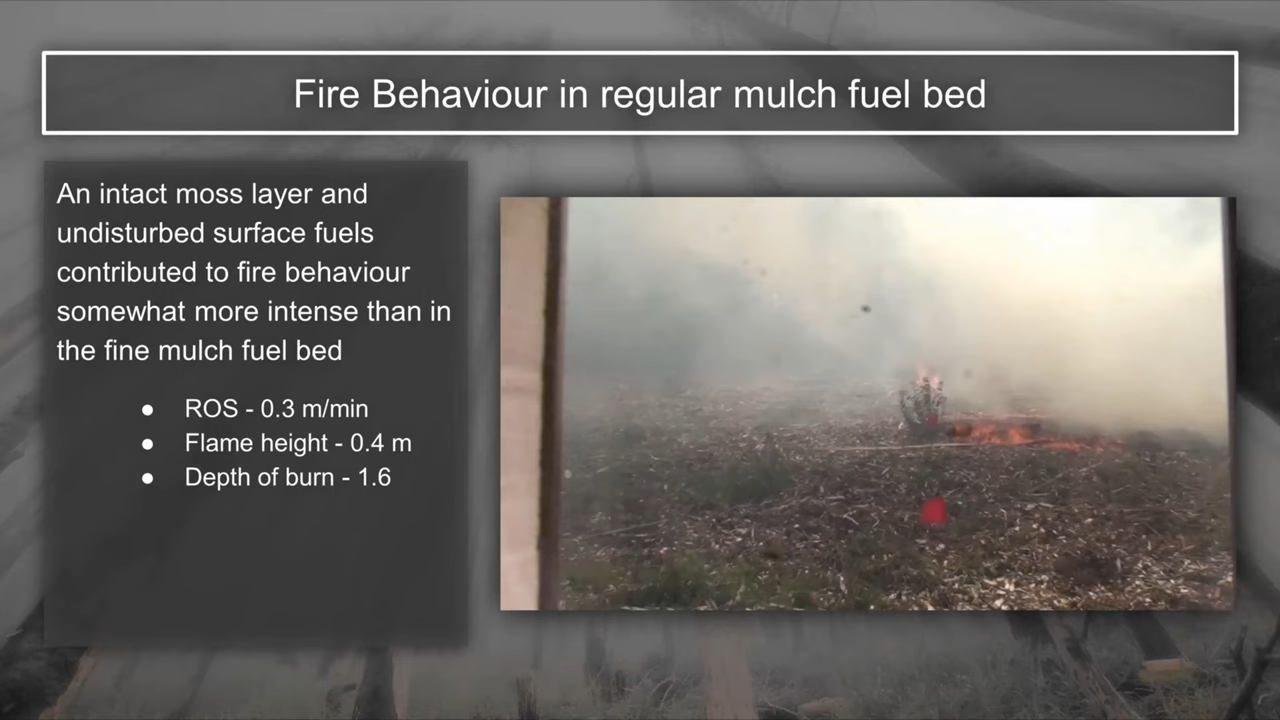 Fire Behaviour in regular mulch fuel bed
An intact moss layer and
undisturbed surface fuels
contributed to fire behaviour
somewhat more intense than in
the fine mulch fuel bed
● ROS - 0.3 m/min
● Flame height - 0.4 m
● Depth of burn - 1.6